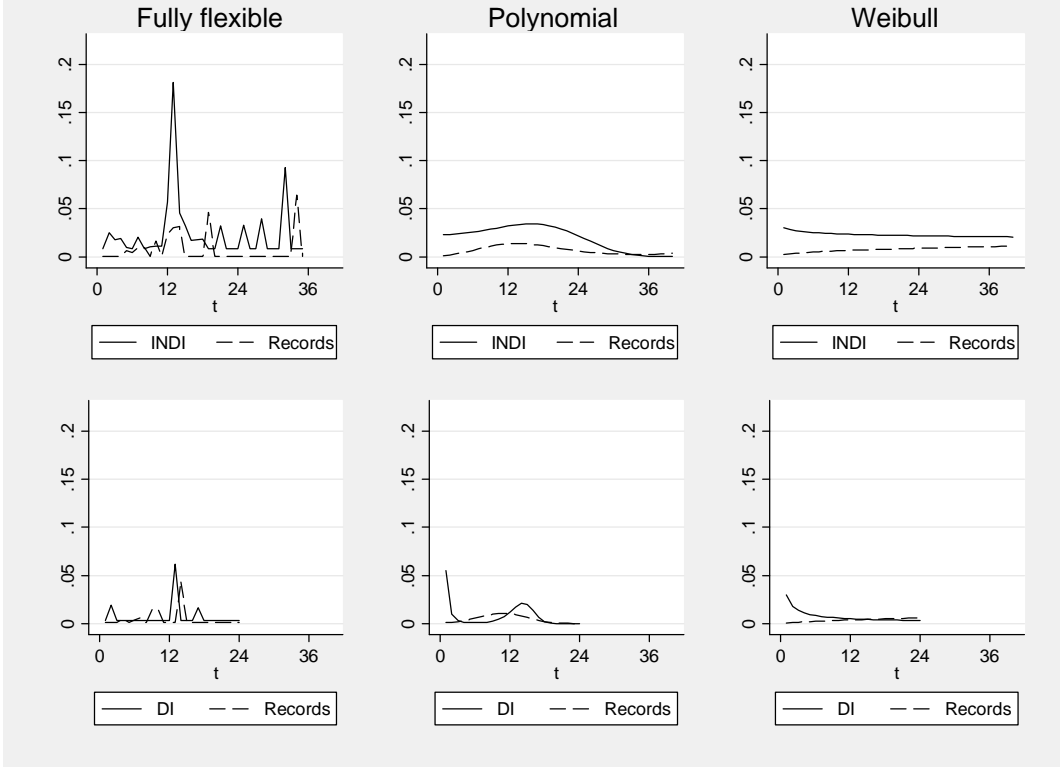 Fully flexible Polynomial Weibull
.2 .2 .2
.15 .15 .15
.1 .1 .1
.05 .05 .05
0 0 0
0 12 24 36 0 12 24 36 0 12 24 36
t t t
INDI Records INDI Records INDI Records
.2 .2 .2
.15 .15 .15
.1 .1 .1
.05 .05 .05
0 0 0
0 12 24 36 0 12 24 36 0 12 24 36
t t t
DI Records DI Records DI Records